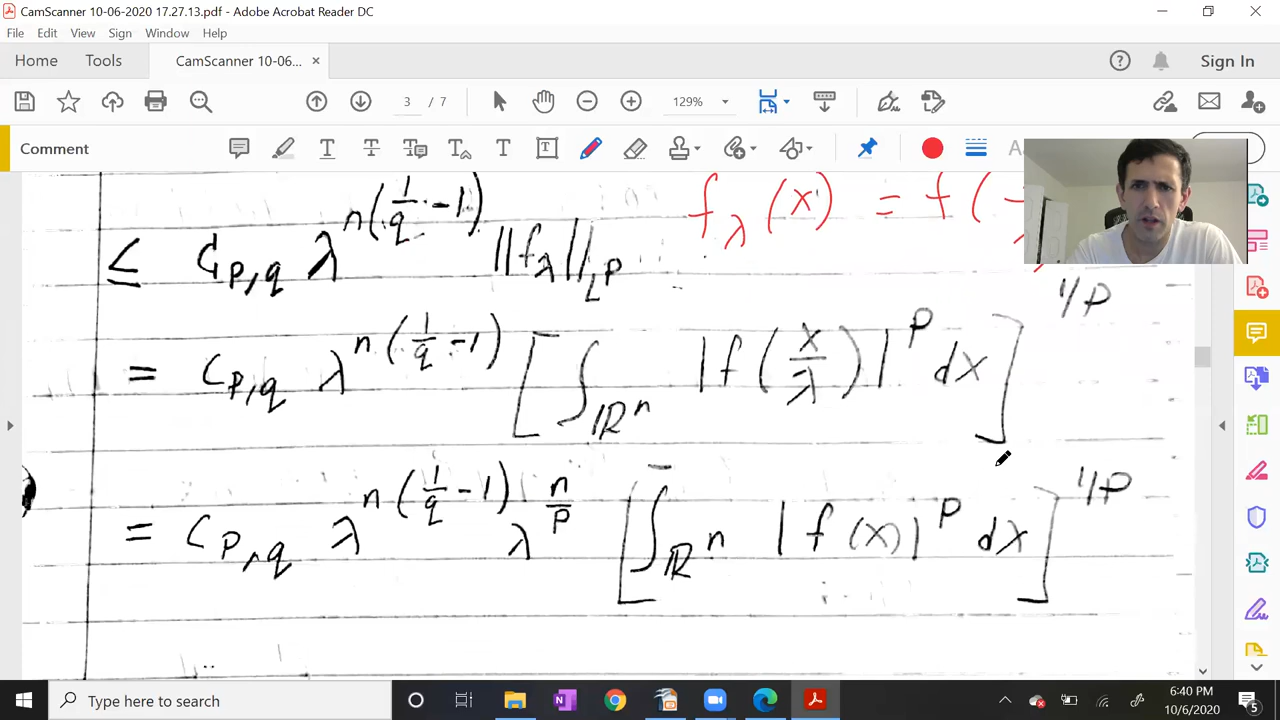 CamScanner 10-06-2020 17.27.13.pdf - Adobe Acrobat Reader DC
File Edit View Sign Window Help
Home Tools CamScanner 10-06... × Sign In
3 / 7 129%
Comment
f_λ (x) = f (
≤ C_{p,q} λ^{n(1/q - 1)} ||f_λ||_{L^p}
= C_{p,q} λ^{n(1/q - 1)} [ ∫_{ℝ^n} | f ( x/λ ) |^p dx ]^{1/p}
= C_{p,q} λ^{n(1/q - 1)} λ^{n/p} [ ∫_{ℝ^n} | f (x) |^p dx ]^{1/p}
Type here to search
6:40 PM
10/6/2020
5